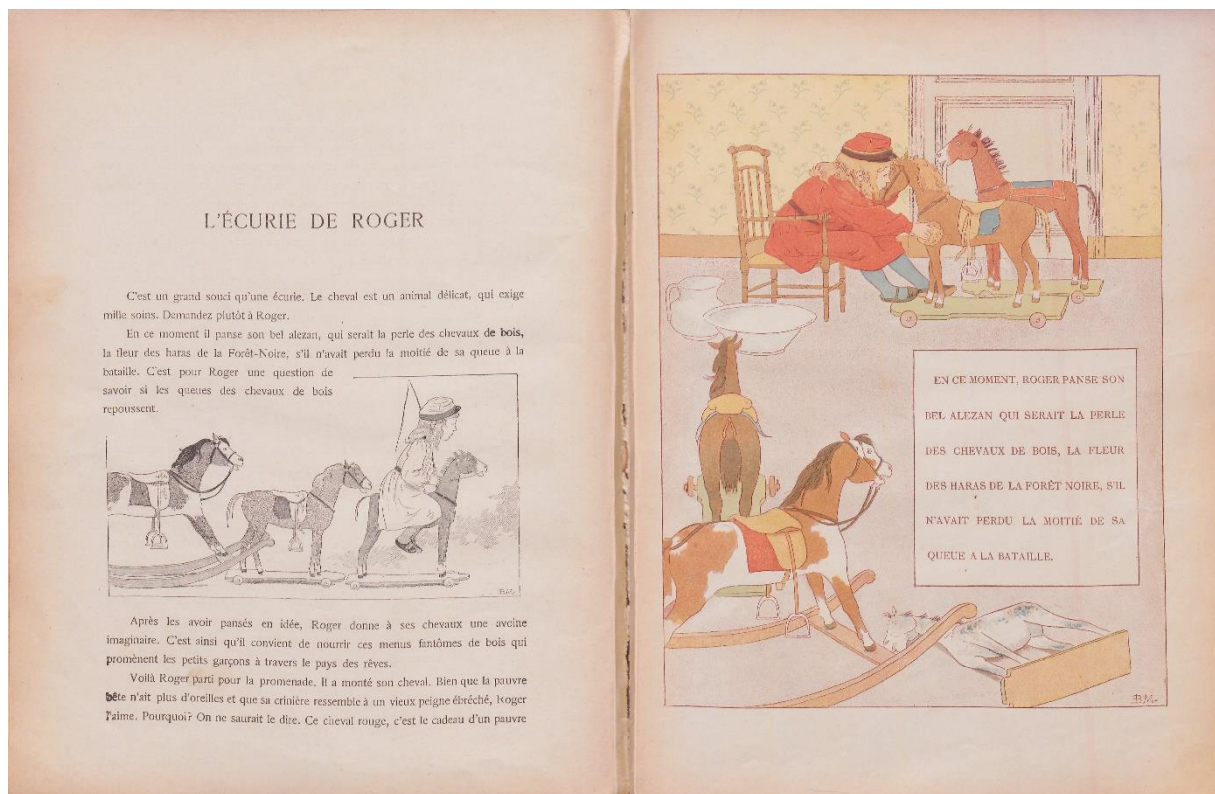 L'ÉCURIE DE ROGER
C'est un grand souci qu'une écurie. Le cheval est un animal délicat, qui exige
mille soins. Demandez plutôt à Roger.
En ce moment il panse son bel alezan, qui serait la perle des chevaux de bois,
la fleur des haras de la Forêt-Noire, s'il n'avait perdu la moitié de sa queue à la
bataille. C'est pour Roger une question de
savoir si les queues des chevaux de bois
repoussent.
Après les avoir pansés en idée, Roger donne à ses chevaux une avoine
imaginaire. C'est ainsi qu'il convient de nourrir ces menus fantômes de bois qui
promènent les petits garçons à travers le pays des rêves.
Voilà Roger parti pour la promenade. Il a monté son cheval. Bien que la pauvre
bête n'ait plus d'oreilles et que sa crinière ressemble à un vieux peigne ébréché, Roger
l'aime. Pourquoi? On ne saurait le dire. Ce cheval rouge, c'est le cadeau d'un pauvre
EN CE MOMENT, ROGER PANSE SON
BEL ALEZAN QUI SERAIT LA PERLE
DES CHEVAUX DE BOIS, LA FLEUR
DES HARAS DE LA FORÊT NOIRE, S'IL
N'AVAIT PERDU LA MOITIÉ DE SA
QUEUE A LA BATAILLE.